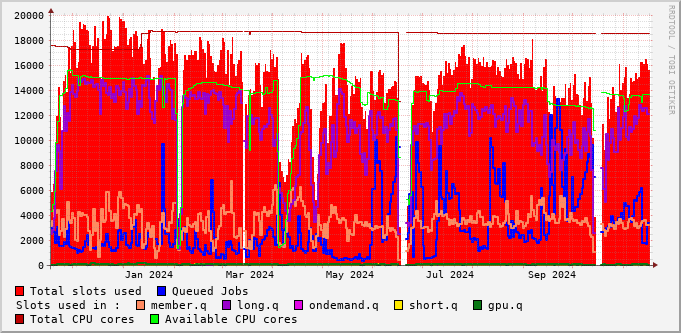 20000
18000
16000
14000
12000
10000
8000
6000
4000
2000
0
Jan 2024 Mar 2024 May 2024 Jul 2024 Sep 2024
RRDTOOL / TOBI OETIKER
Total slots used Queued Jobs
Slots used in : member.q long.q ondemand.q short.q gpu.q
Total CPU cores Available CPU cores